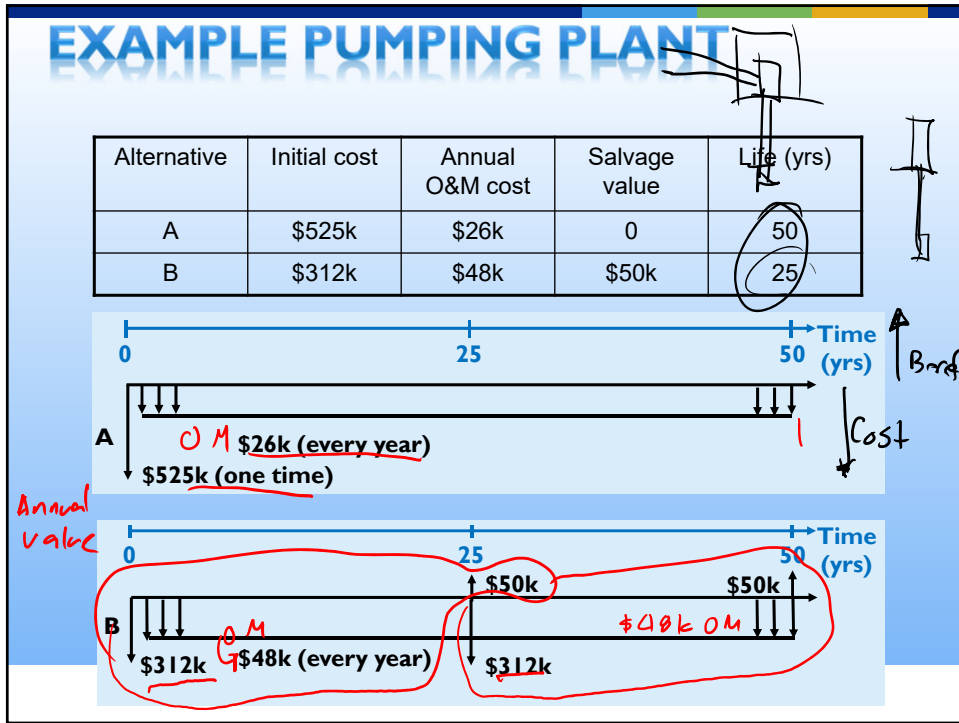 EXAMPLE PUMPING PLANT
Alternative Initial cost Annual O&M cost Salvage value Life (yrs)
A $525k $26k 0 50
B $312k $48k $50k 25
0 25 50 Time (yrs)
Cost
A
O M $26k (every year)
$525k (one time)
Annual
value
0 25 50 Time (yrs)
$50k $50k
B
O M $48k (every year)
$48k OM
$312k $312k